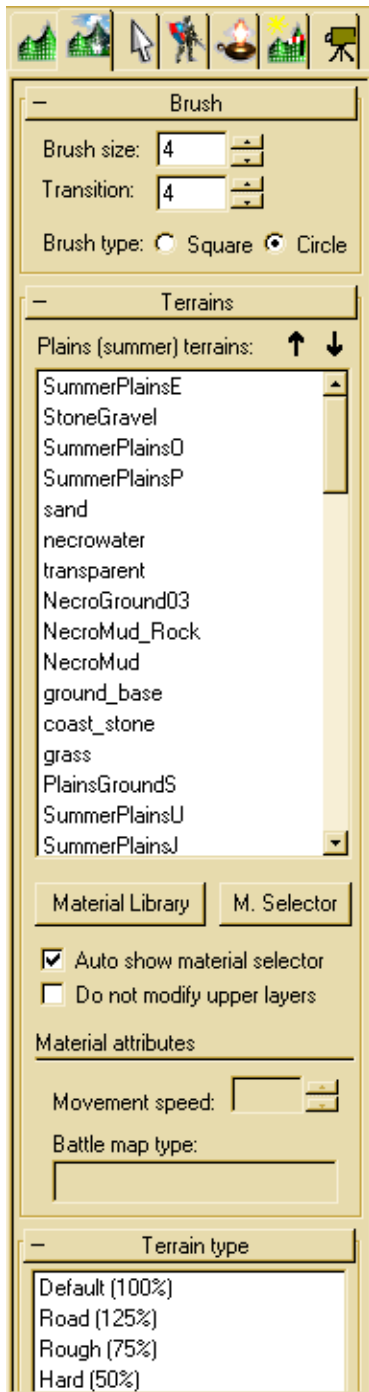 Brush
Brush size: 4
Transition: 4
Brush type: Square Circle
Terrains
Plains (summer) terrains:
SummerPlainsE
StoneGravel
SummerPlainsO
SummerPlainsP
sand
necrowater
transparent
NecroGround03
NecroMud_Rock
NecroMud
ground_base
coast_stone
grass
PlainsGroundS
SummerPlainsU
SummerPlainsJ
Material Library M. Selector
Auto show material selector
Do not modify upper layers
Material attributes
Movement speed:
Battle map type:
Terrain type
Default (100%)
Road (125%)
Rough (75%)
Hard (50%)